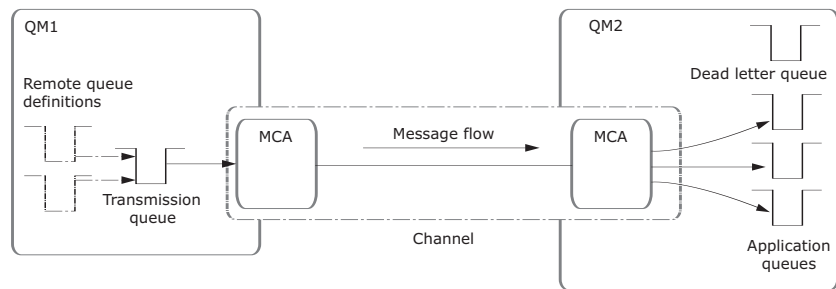 QM1
QM2
Remote queue
definitions
Dead letter queue
MCA
Message flow
MCA
Transmission
queue
Channel
Application
queues